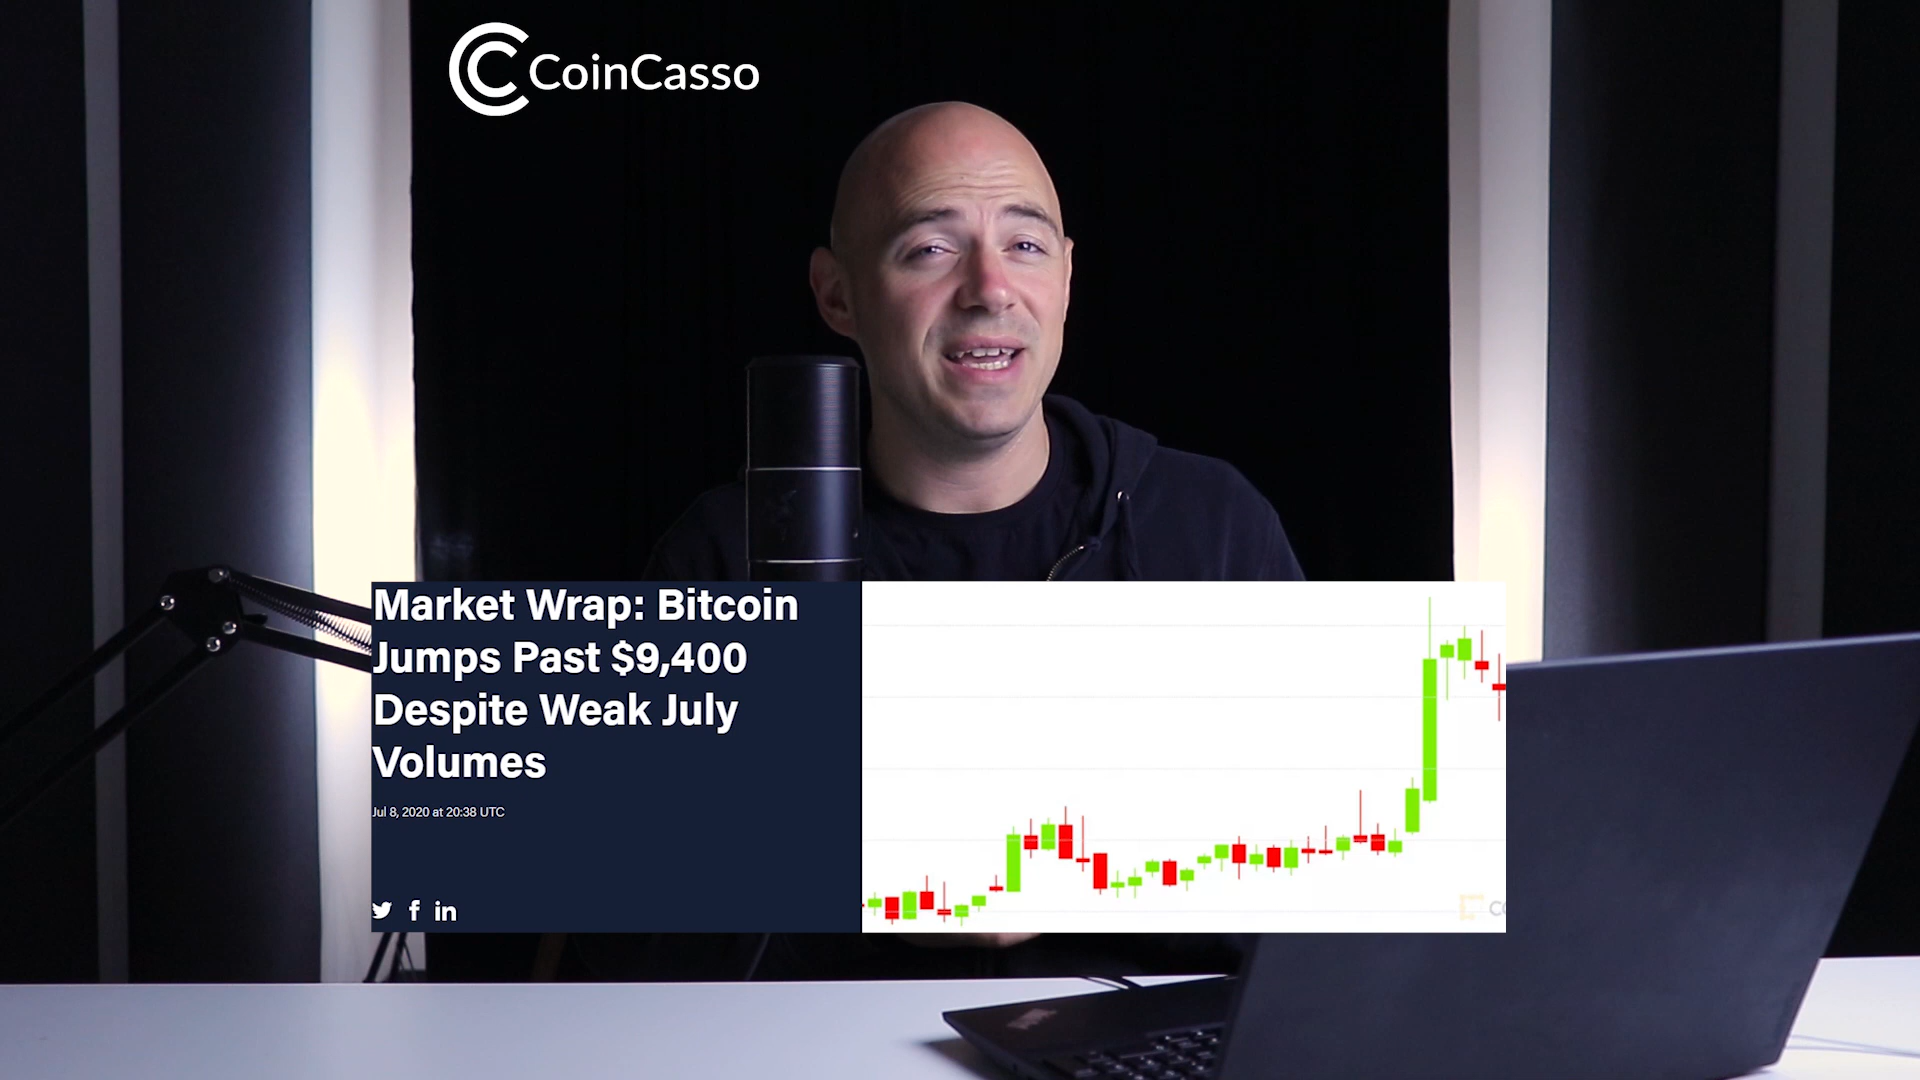 CoinCasso
Market Wrap: Bitcoin
Jumps Past $9,400
Despite Weak July
Volumes
Jul 8, 2020 at 20:38 UTC